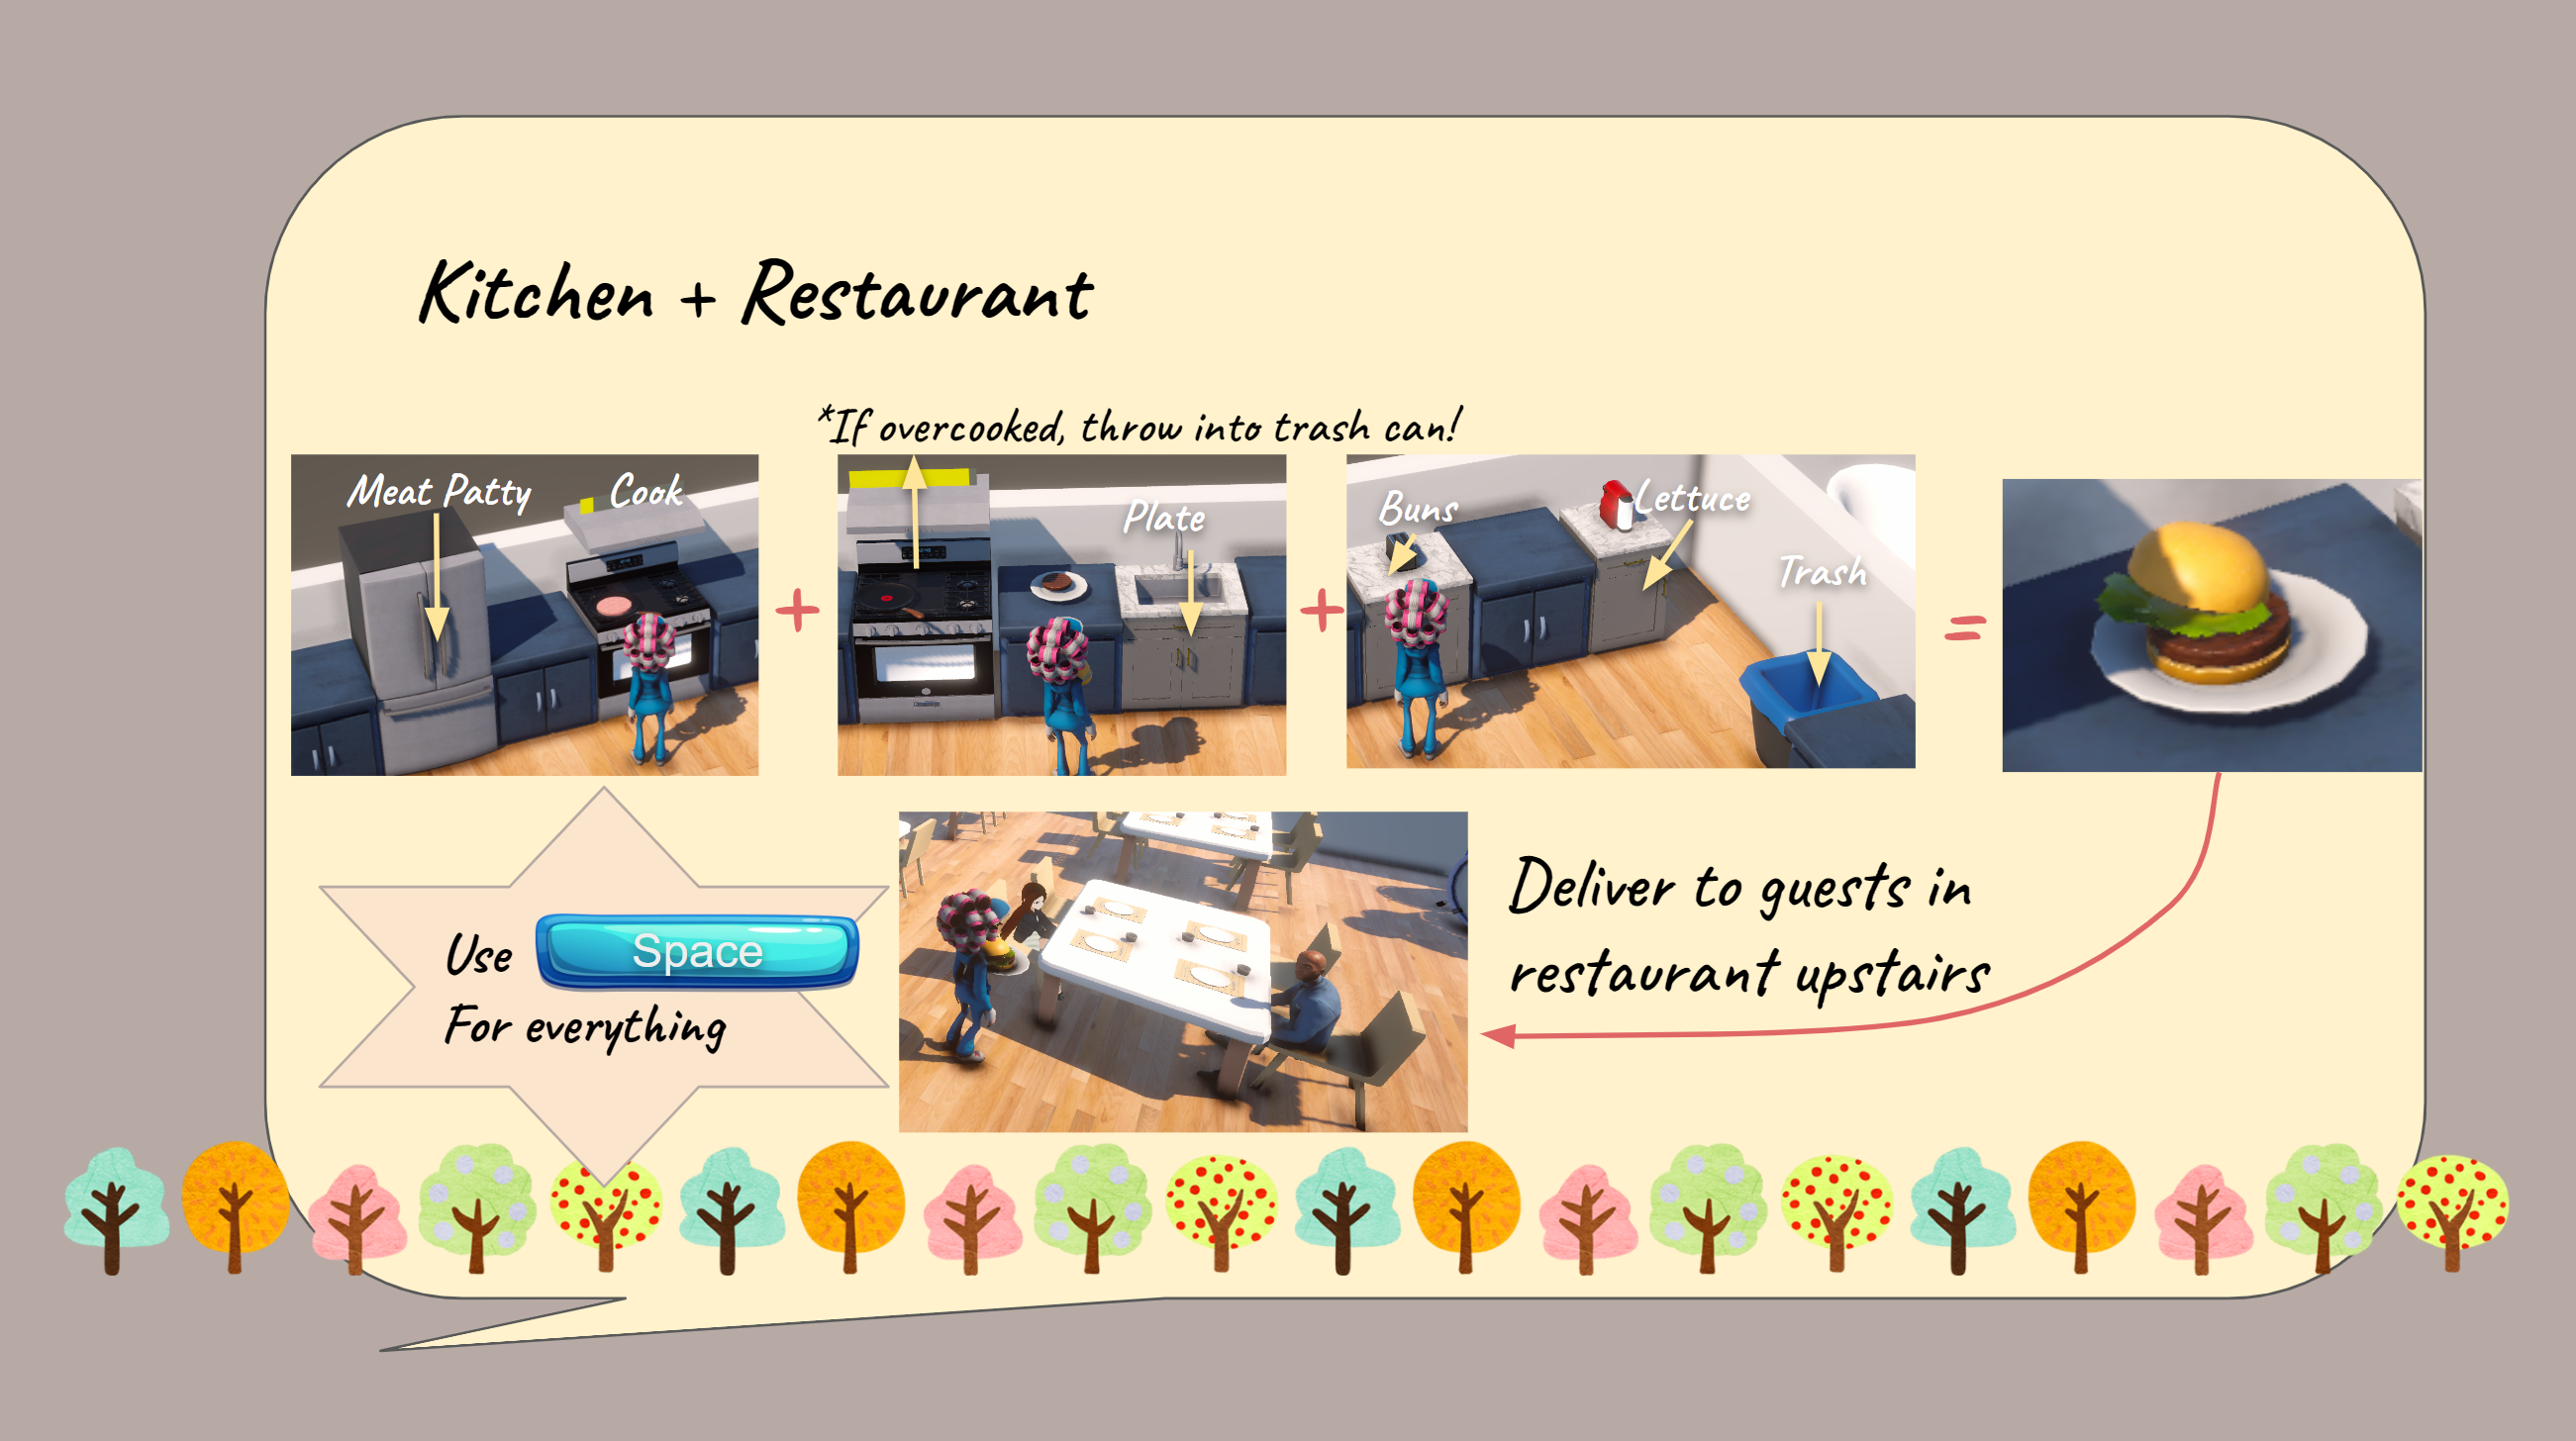 Kitchen + Restaurant
*If overcooked, throw into trash can!
Meat Patty
Cook
Plate
Buns
Lettuce
Trash
+
+
=
Use Space
For everything
Deliver to guests in
restaurant upstairs